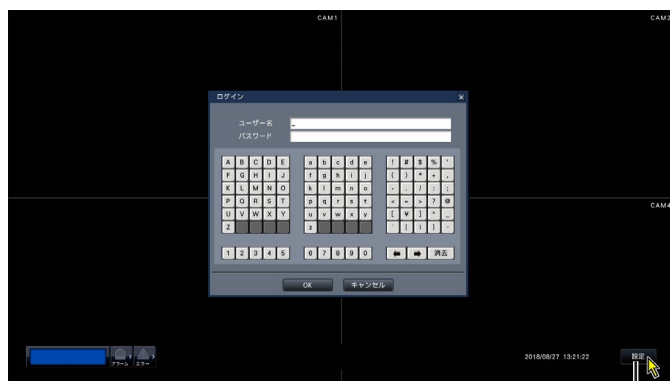 CAM1
CAM2
ログイン ×
ユーザー名
パスワード
A B C D E a b c d e ! # $ % '
F G H I J f g h i j ( ) * + ,
K L M N O k l m n o - . / : ;
P Q R S T p q r s t < = > ? @
U V W X Y u v w x y [ ¥ ] ^ _
Z z ` { | } ~
1 2 3 4 5 6 7 8 9 0 消去
OK キャンセル
CAM4
アラーム エラー 2018/08/27 13:21:22 設定